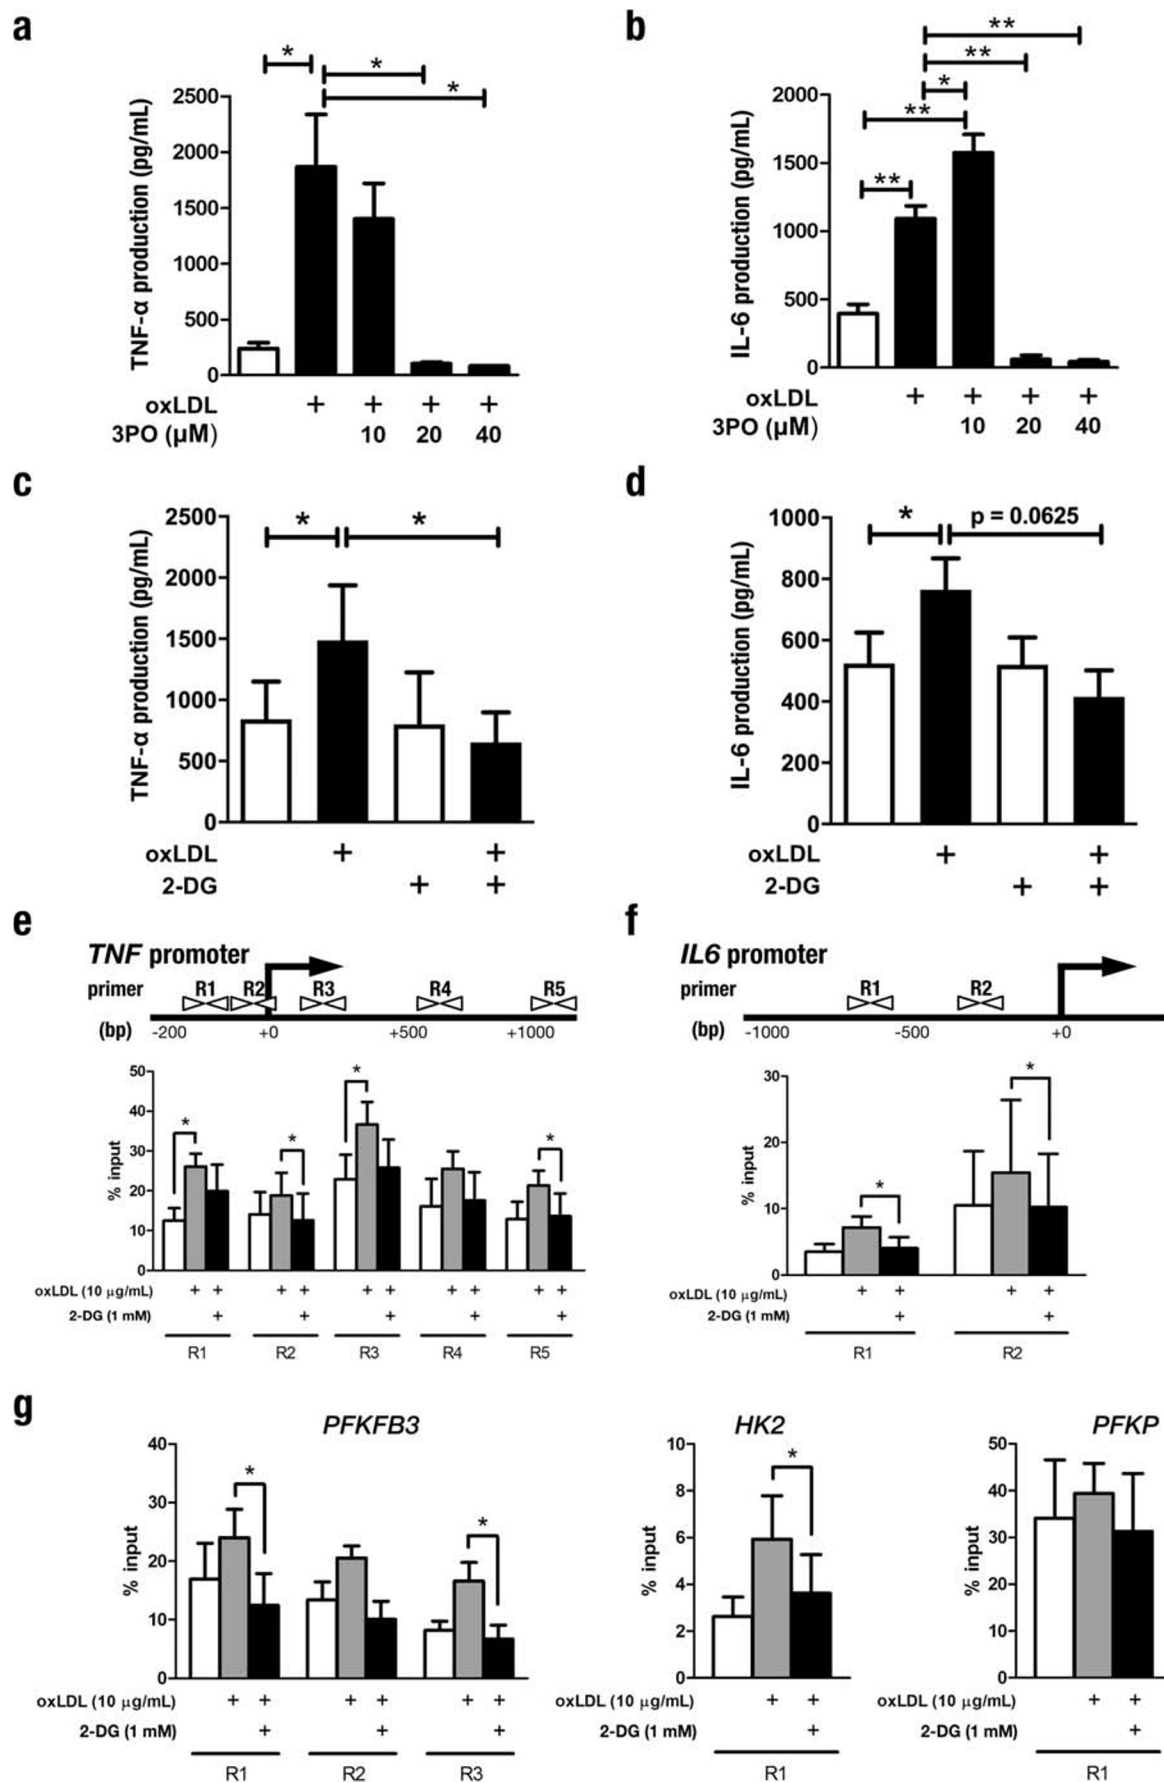 a
*
*
*
TNF-α production (pg/mL)
2500
2000
1500
1000
500
0
oxLDL + + + +
3PO (μM) 10 20 40
b
**
**
*
**
**
IL-6 production (pg/mL)
2000
1500
1000
500
0
oxLDL + + + +
3PO (μM) 10 20 40
c
* *
TNF-α production (pg/mL)
2500
2000
1500
1000
500
0
oxLDL + +
2-DG + +
d
* p = 0.0625
IL-6 production (pg/mL)
1000
800
600
400
200
0
oxLDL + +
2-DG + +
e
TNF promoter
primer R1 R2 R3 R4 R5
(bp) -200 +0 +500 +1000
% input
50
40
30
20
10
0
* * * *
oxLDL (10 μg/mL) + + + + + + + + + +
2-DG (1 mM) + + + + +
R1 R2 R3 R4 R5
f
IL6 promoter
primer R1 R2
(bp) -1000 -500 +0
% input
30
20
10
0
* *
oxLDL (10 μg/mL) + + + +
2-DG (1 mM) + +
R1 R2
g
PFKFB3
% input
40
30
20
10
0
* *
oxLDL (10 μg/mL) + + + + + +
2-DG (1 mM) + + +
R1 R2 R3
HK2
% input
10
8
6
4
2
0
*
oxLDL (10 μg/mL) + +
2-DG (1 mM) +
R1
PFKP
% input
50
40
30
20
10
0
oxLDL (10 μg/mL) + +
2-DG (1 mM) +
R1